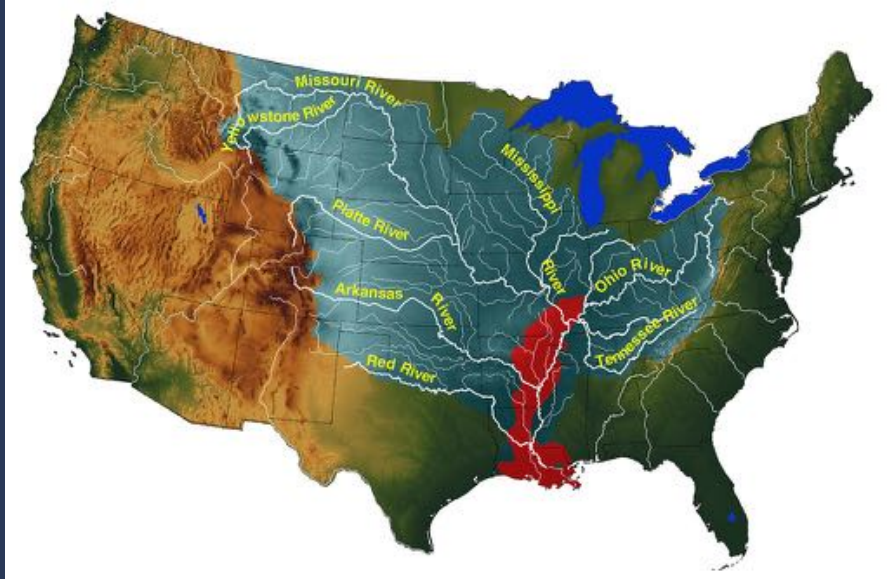 Missouri River
Yellowstone River
Mississippi
River
Platte River
Ohio River
Arkansas
River
Tennessee River
Red River